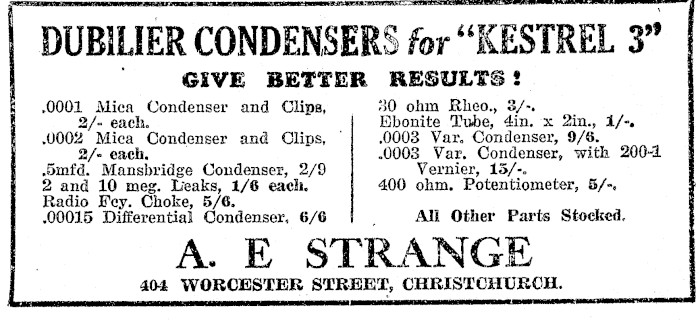 DUBILIER CONDENSERS for "KESTREL 3"
GIVE BETTER RESULTS!
.0001 Mica Condenser and Clips,
2/- each.
.0002 Mica Condenser and Clips,
2/- each.
.5mfd. Mansbridge Condenser, 2/9
2 and 10 meg. Leaks, 1/6 each.
Radio Fcy. Choke, 5/6.
.00015 Differential Condenser, 6/6
30 ohm Rheo., 3/-.
Ebonite Tube, 4in. x 2in., 1/-.
.0003 Var. Condenser, 9/6.
.0003 Var. Condenser, with 200-1
Vernier, 15/-.
400 ohm. Potentiometer, 5/-.
All Other Parts Stocked.
A. E STRANGE
404 WORCESTER STREET, CHRISTCHURCH.